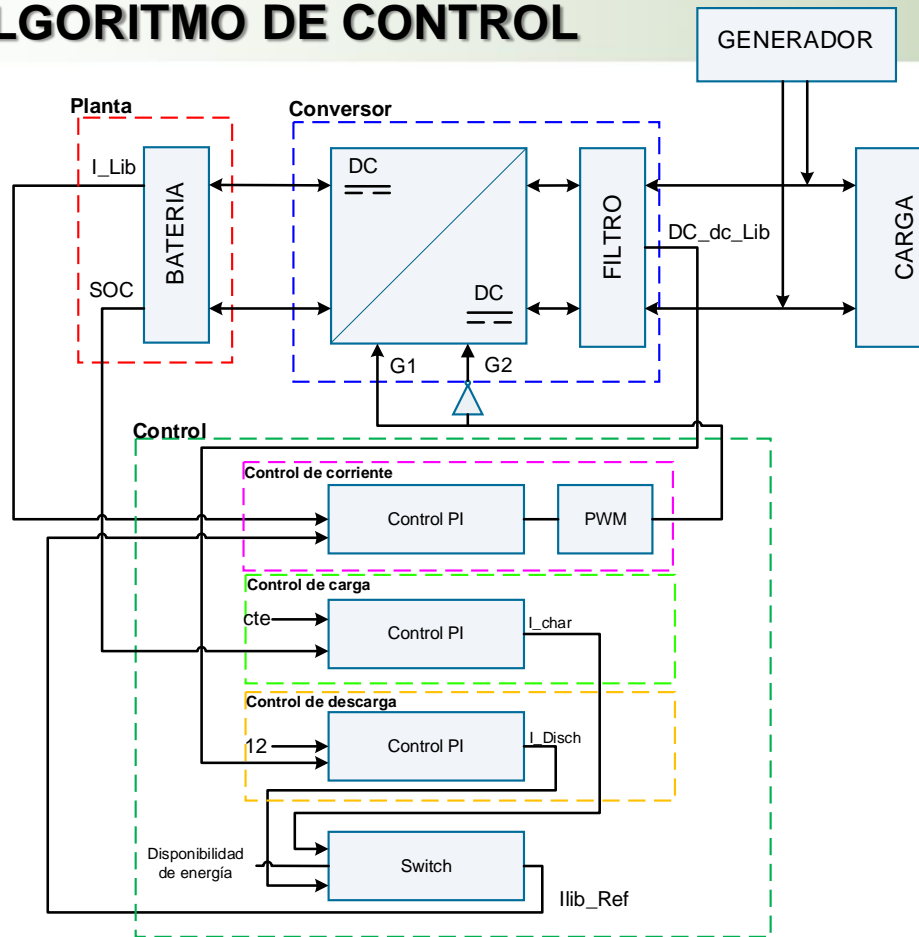 LGORITMO DE CONTROL
GENERADOR
Planta
Conversor
I_Lib
DC
BATERIA
FILTRO
DC_dc_Lib
CARGA
SOC
DC
G1
G2
Control
Control de corriente
Control PI
PWM
Control de carga
cte
Control PI
I_char
Control de descarga
12
Control PI
I_Disch
Disponibilidad
de energía
Switch
Ilib_Ref